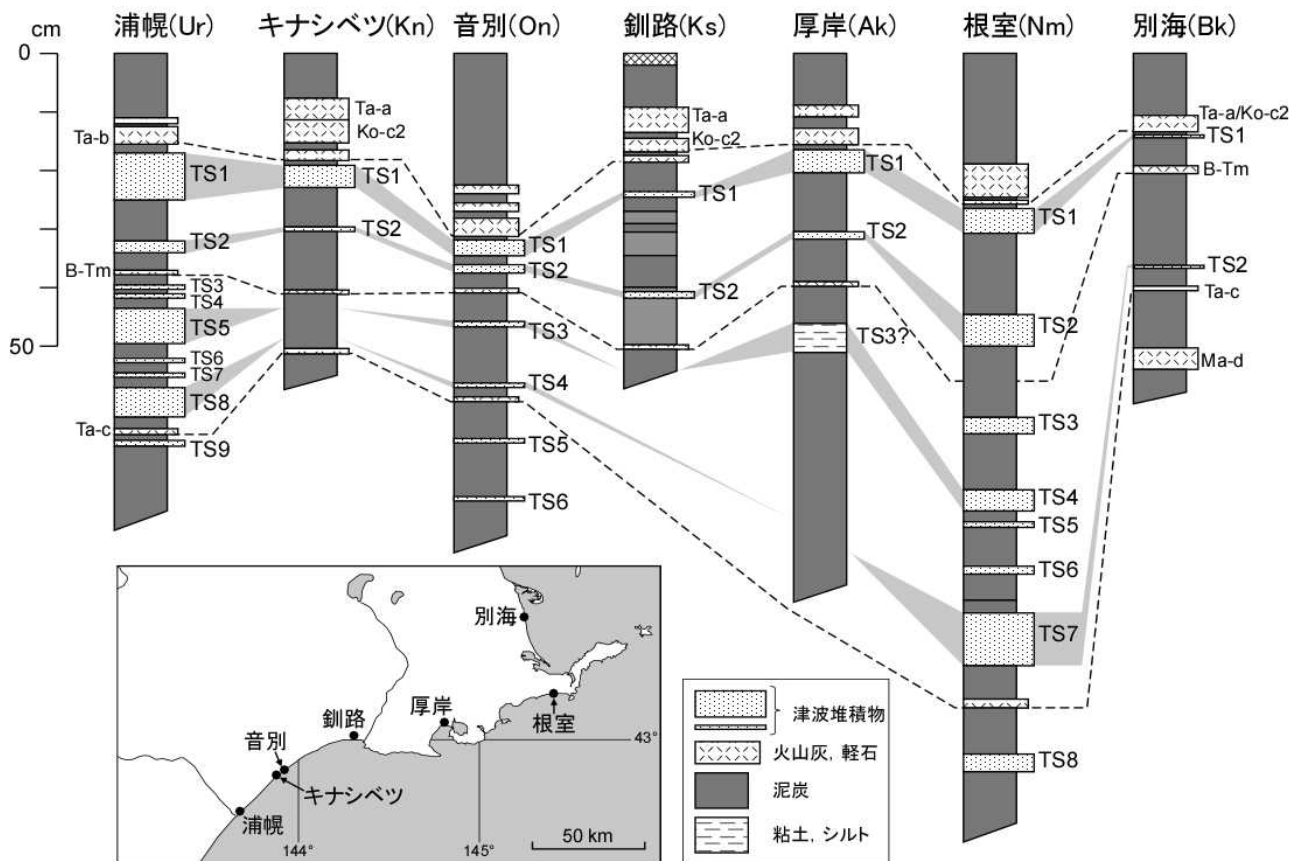 浦幌(Ur) キナシベツ(Kn) 音別(On) 釧路(Ks) 厚岸(Ak) 根室(Nm) 別海(Bk)
cm
0
50
Ta-b
TS1
TS2
B-Tm
TS3
TS4
TS5
TS6
TS7
TS8
Ta-c
TS9
Ta-a
Ko-c2
TS1
TS2
TS1
TS2
TS3
TS4
TS5
TS6
Ta-a
Ko-c2
TS1
TS2
TS1
TS2
TS3?
TS1
TS2
TS3
TS4
TS5
TS6
TS7
TS8
Ta-a/Ko-c2
TS1
B-Tm
TS2
Ta-c
Ma-d
別海
厚岸
釧路
根室
音別
43°
キナシベツ
浦幌
50 km
144°
145°
津波堆積物
火山灰, 軽石
泥炭
粘土, シルト